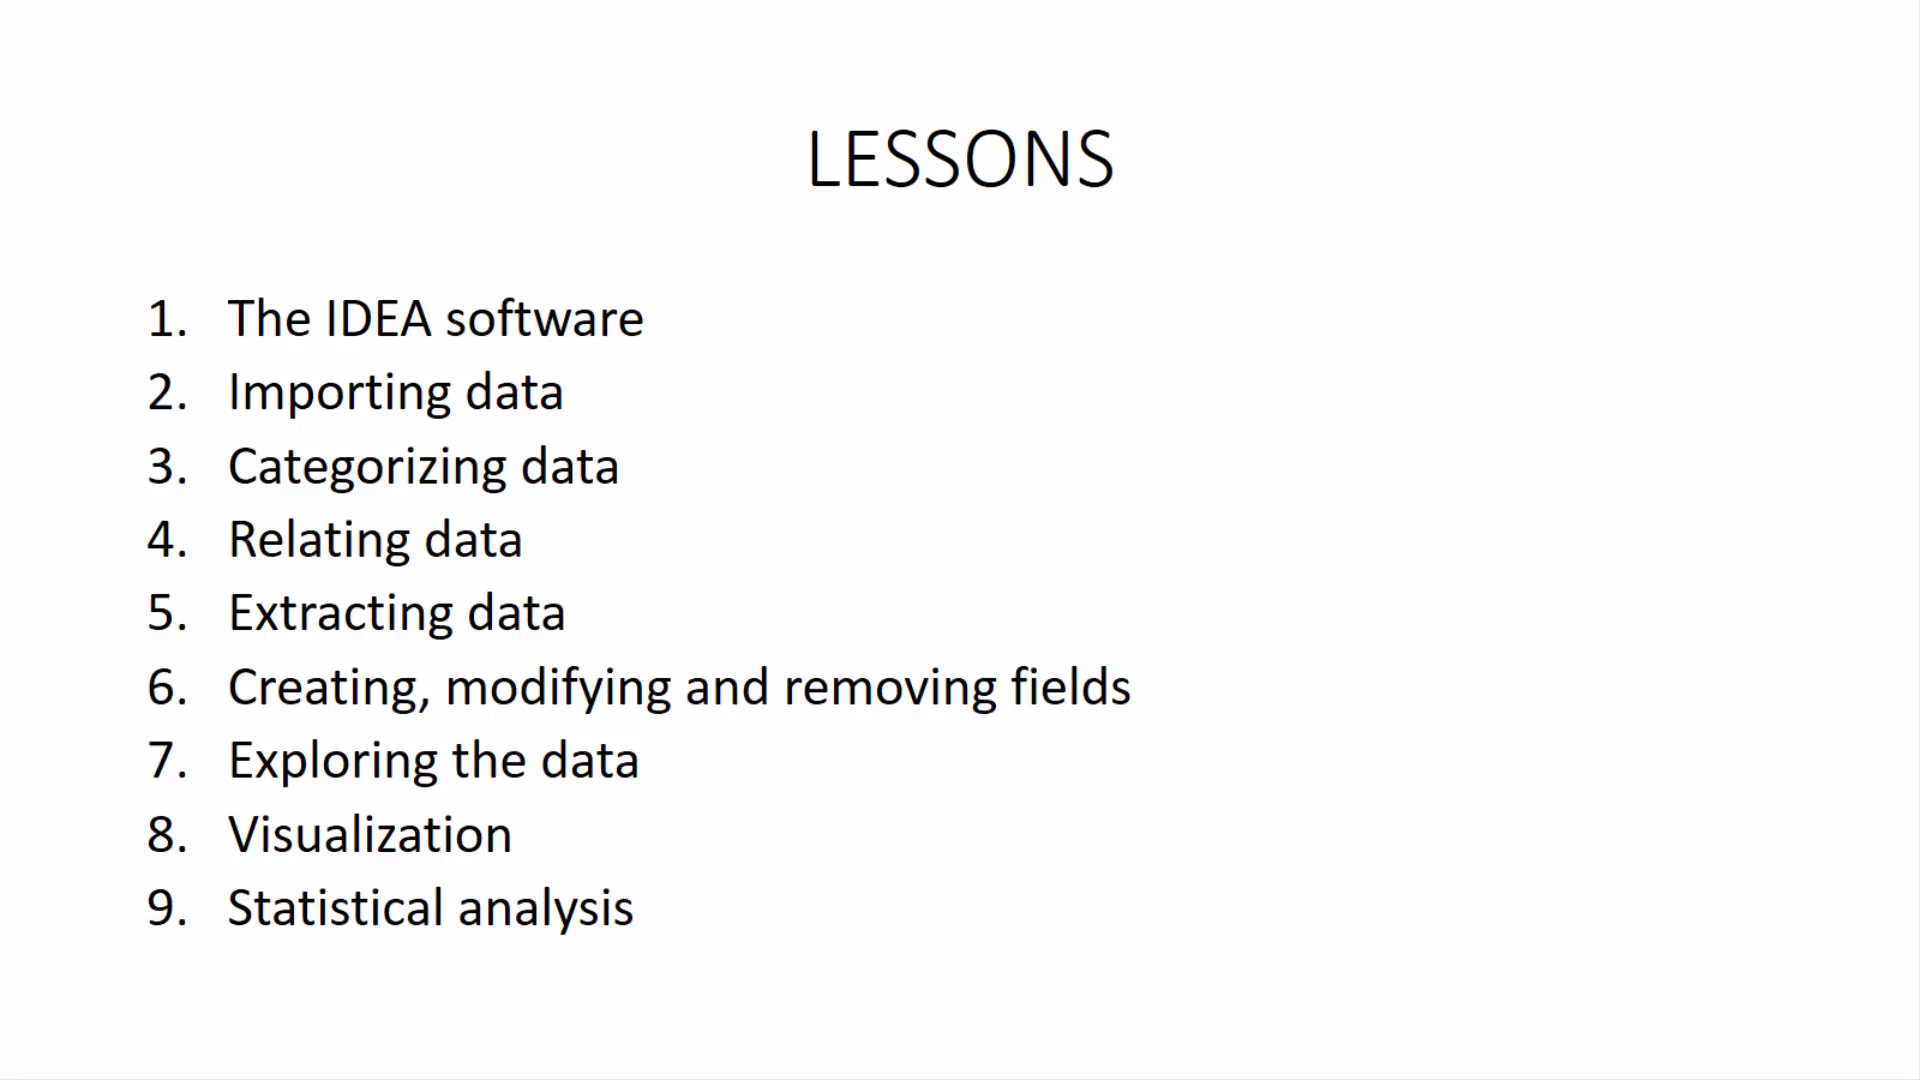 LESSONS
1. The IDEA software
2. Importing data
3. Categorizing data
4. Relating data
5. Extracting data
6. Creating, modifying and removing fields
7. Exploring the data
8. Visualization
9. Statistical analysis